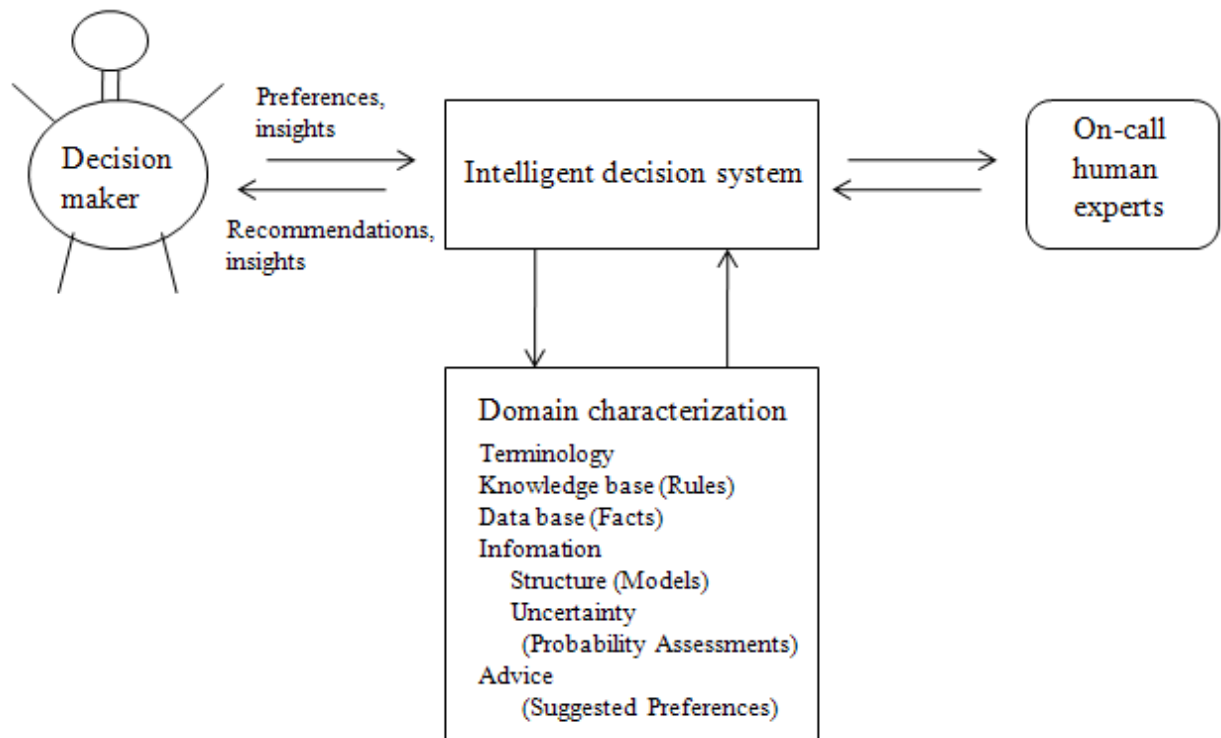 Decision
maker
Preferences,
insights
Recommendations,
insights
Intelligent decision system
On-call
human
experts
Domain characterization
Terminology
Knowledge base (Rules)
Data base (Facts)
Infomation
Structure (Models)
Uncertainty
(Probability Assessments)
Advice
(Suggested Preferences)